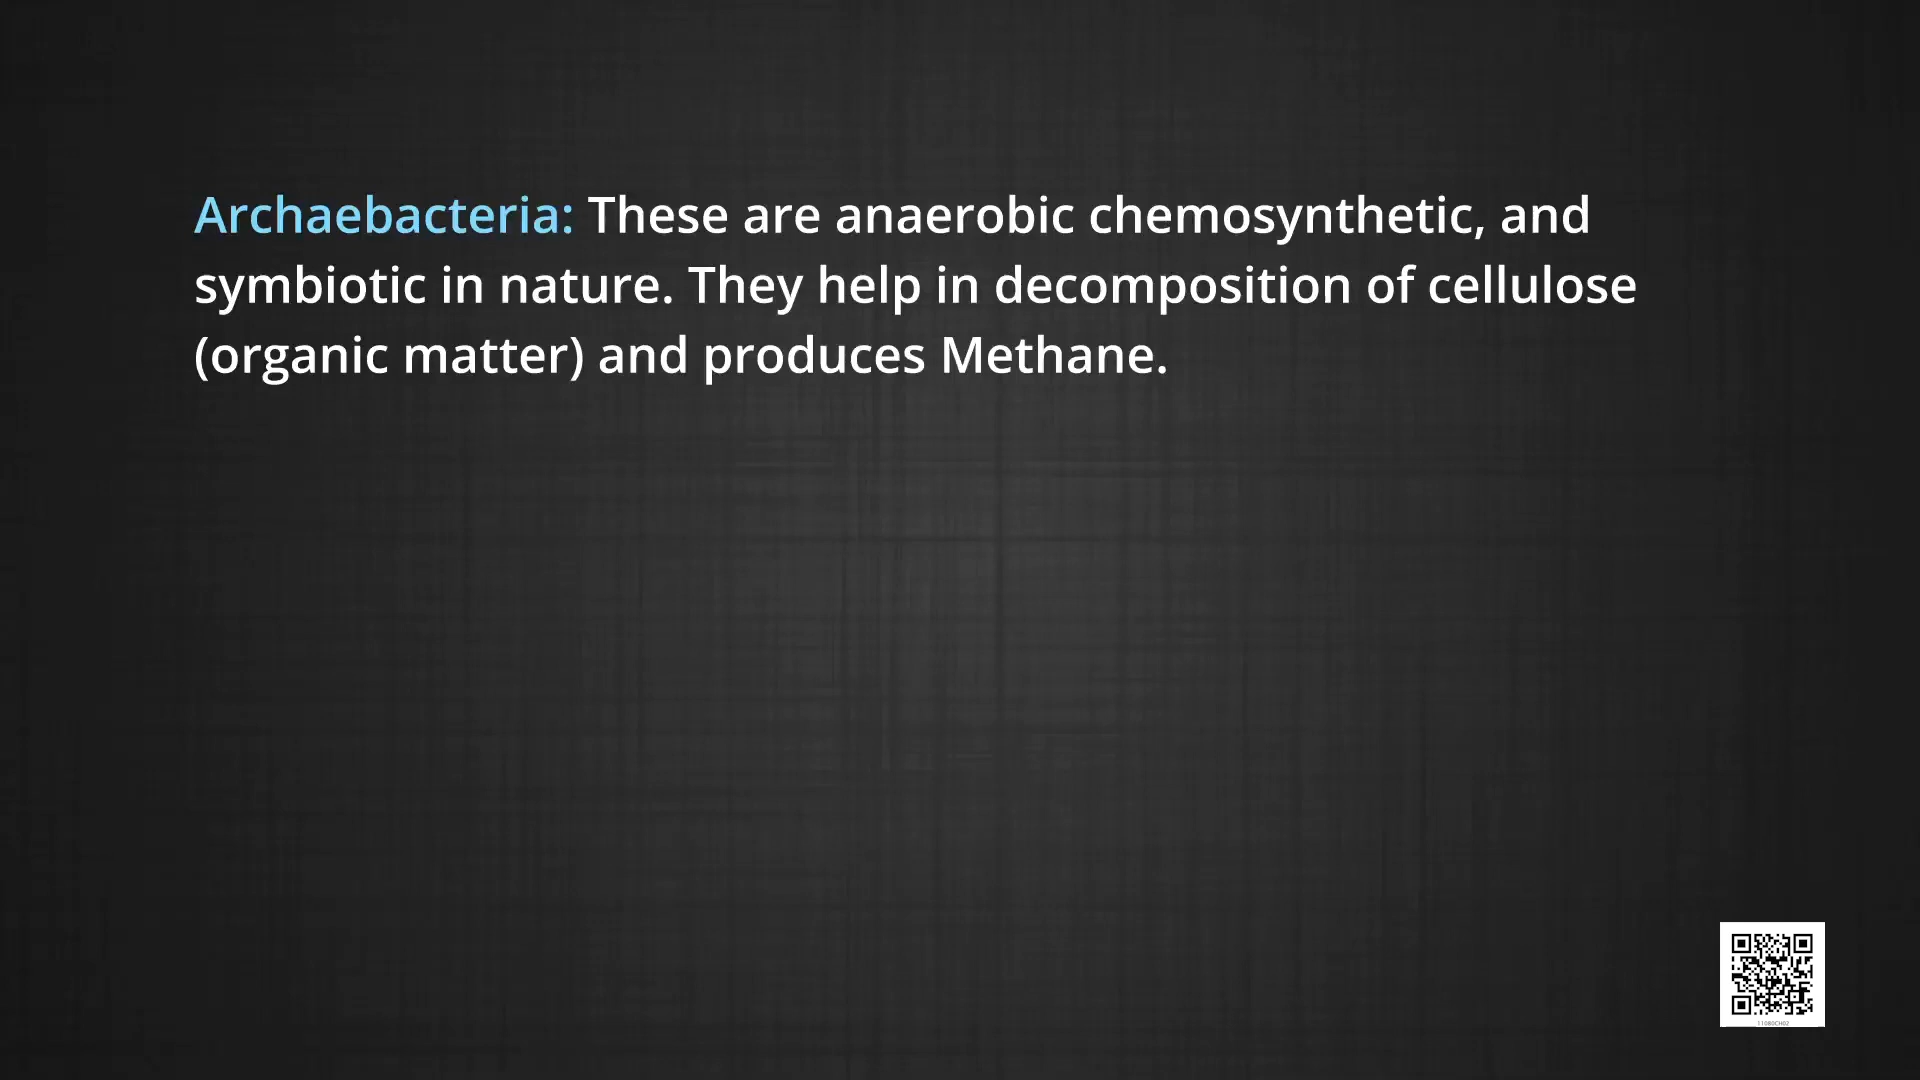 Archaebacteria: These are anaerobic chemosynthetic, and
symbiotic in nature. They help in decomposition of cellulose
(organic matter) and produces Methane.
11080CH02